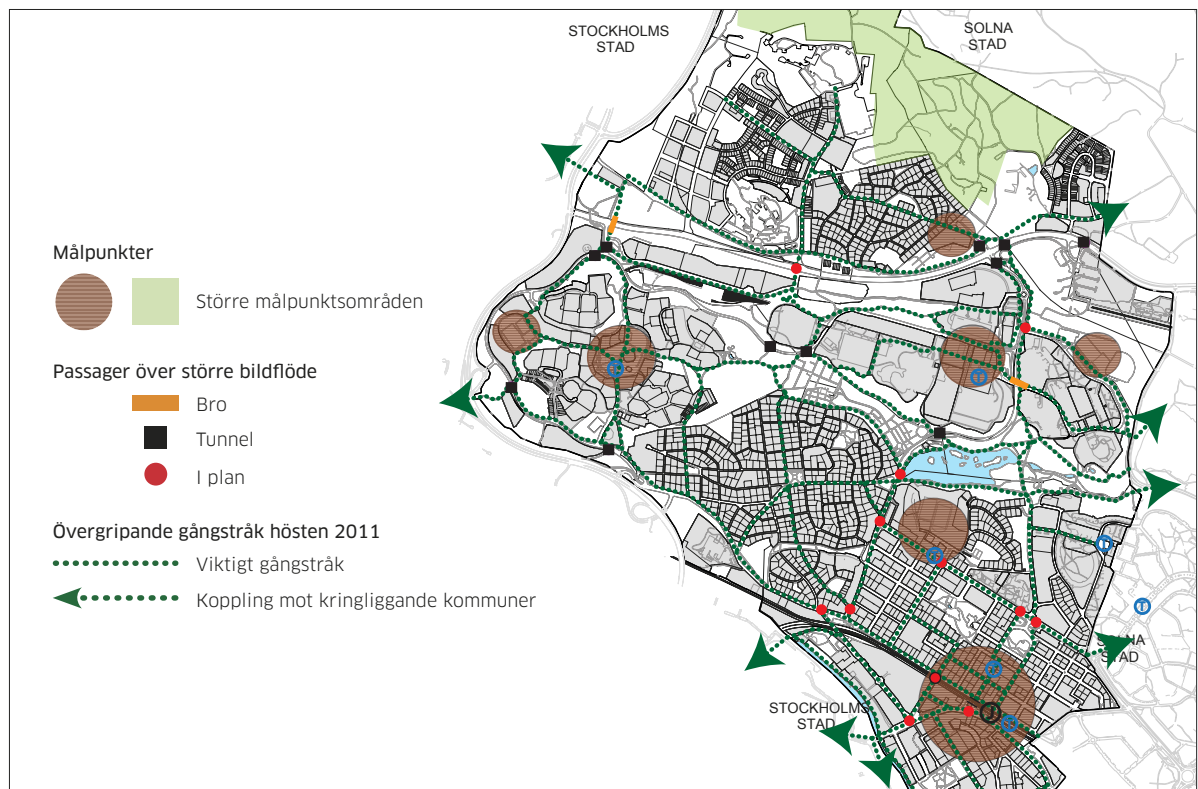 STOCKHOLMS
STAD
SOLNA
STAD
Målpunkter
Större målpunktsområden
Passager över större bildflöde
Bro
Tunnel
I plan
Övergripande gångstråk hösten 2011
Viktigt gångstråk
Koppling mot kringliggande kommuner
T
T
T
T
T
T
T
J
SOLNA
STAD
STOCKHOLMS
STAD